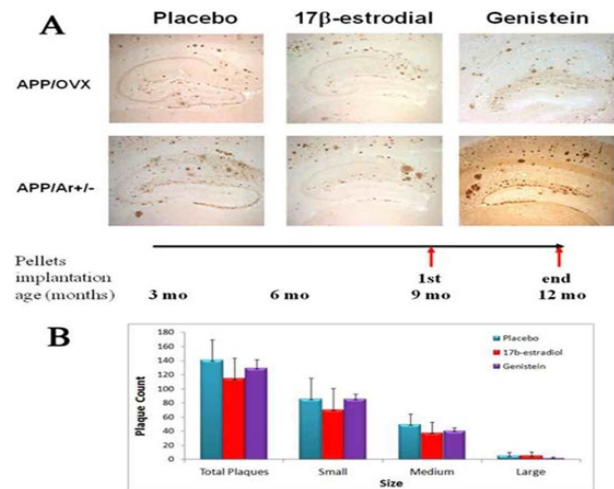 A
Placebo 17β-estrodial Genistein
APP/OVX
APP/Ar+/-
Pellets
implantation
age (months)
1st end
3 mo 6 mo 9 mo 12 mo
B
180
160
140
120
100
80
60
40
20
0
Plaque Count
Placebo
17b-estradiol
Genistein
Total Plaques Small Medium Large
Size